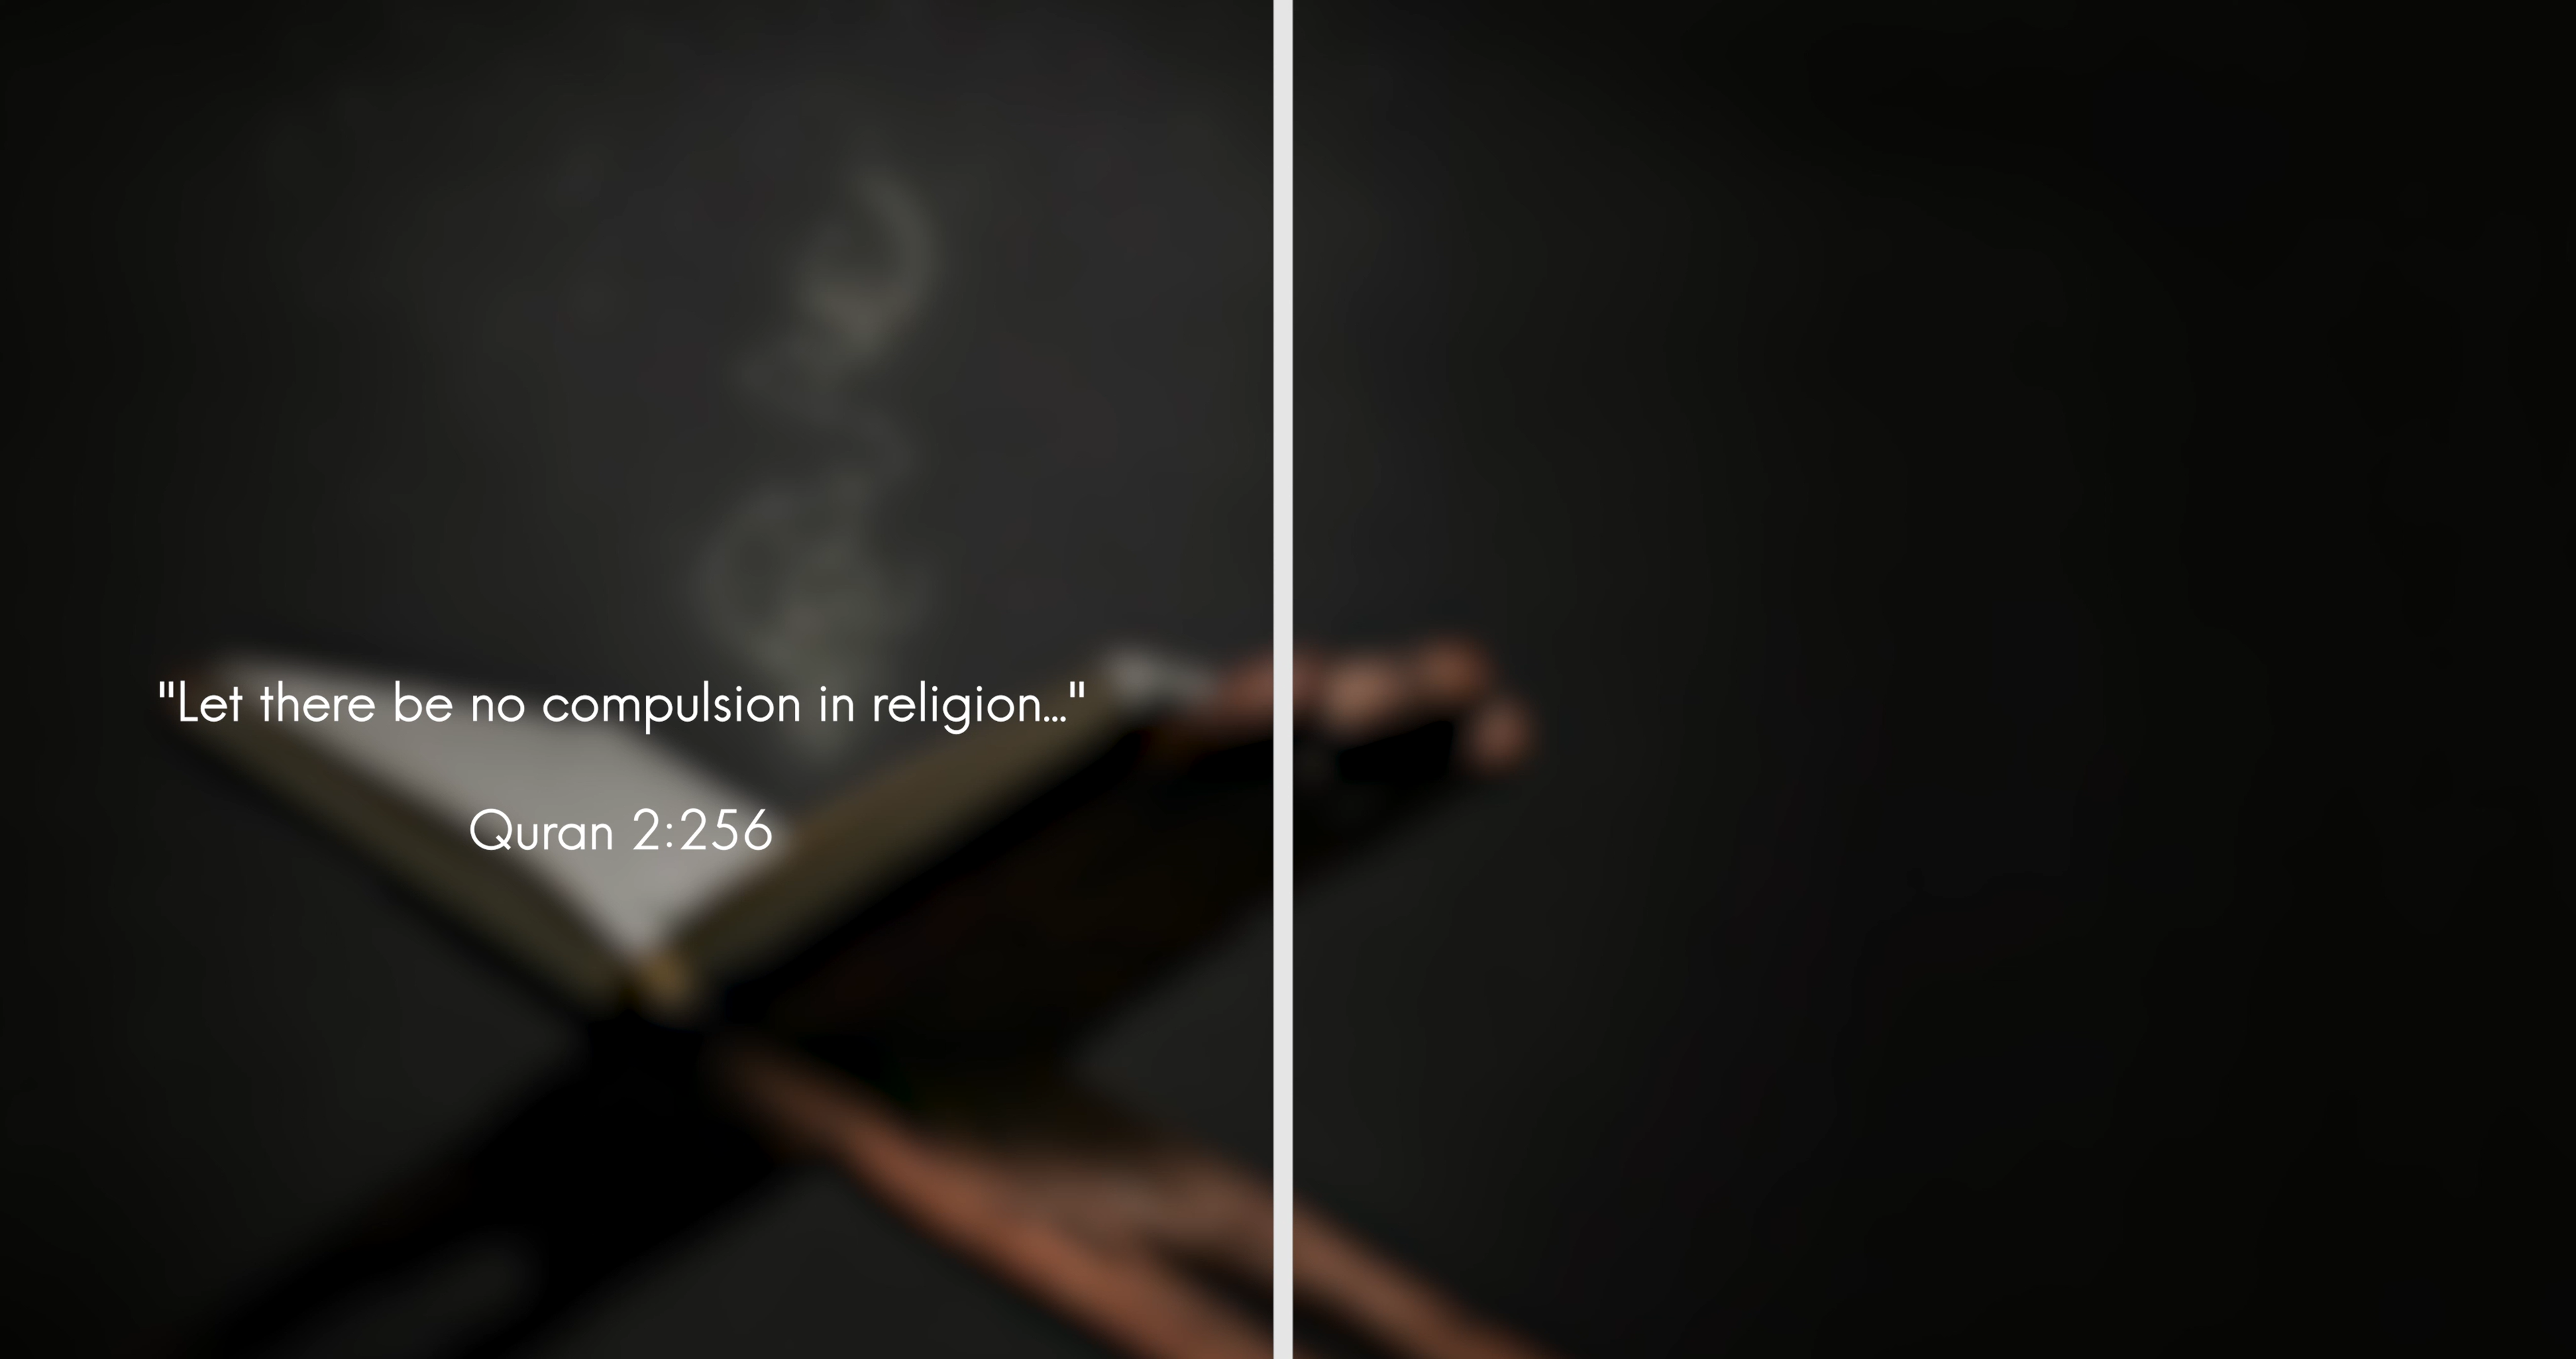 "Let there be no compulsion in religion..."
Quran 2:256